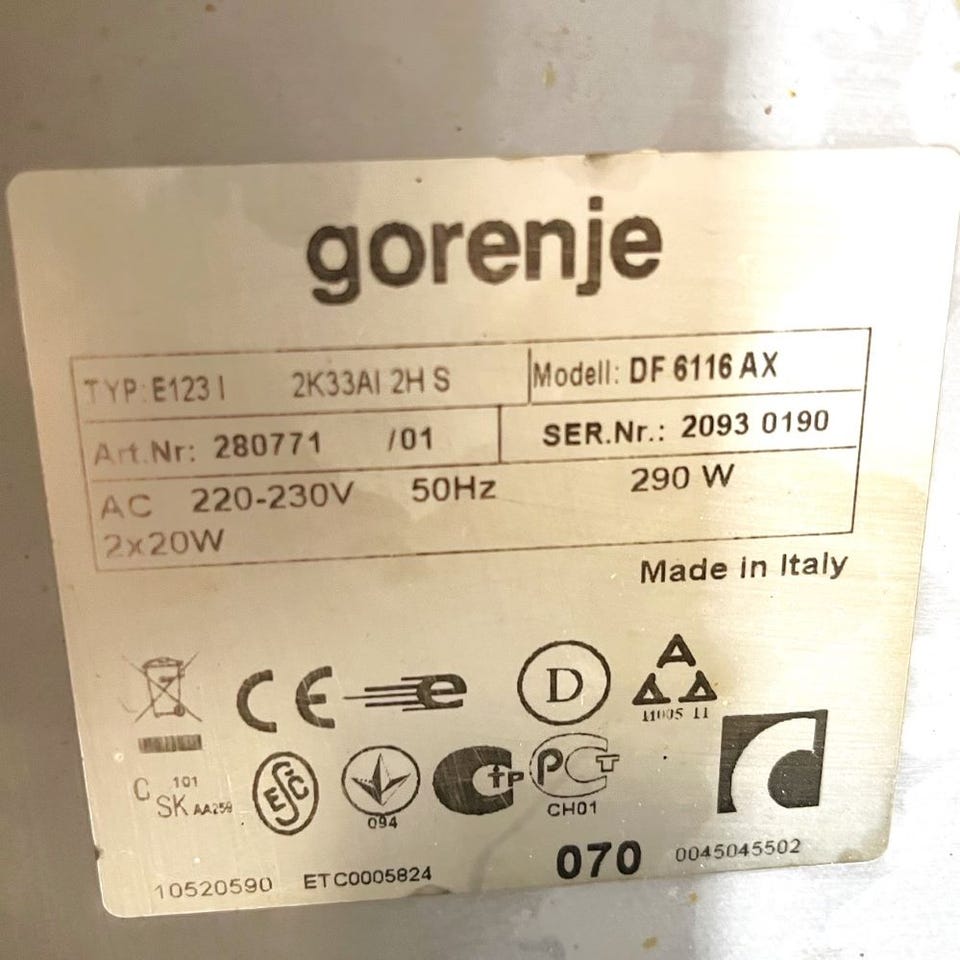 gorenje
TYP: E123 I 2K33AI 2H S Modell: DF 6116 AX
Art.Nr: 280771 /01 SER.Nr.: 2093 0190
AC 220-230V 50Hz 290 W
2x20W
Made in Italy
CE e D
11005 11
C 101
SK AA259
ESC
094
CH01
070 0045045502
10520590 ETC0005824